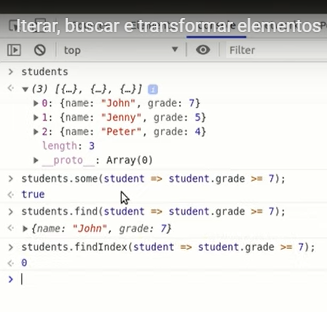 Iterar, buscar e transformar elementos
top
Filter
students
(3) [{…}, {…}, {…}] i
0: {name: "John", grade: 7}
1: {name: "Jenny", grade: 5}
2: {name: "Peter", grade: 4}
length: 3
__proto__: Array(0)
students.some(student => student.grade >= 7);
true
students.find(student => student.grade >= 7);
{name: "John", grade: 7}
students.findIndex(student => student.grade >= 7);
0